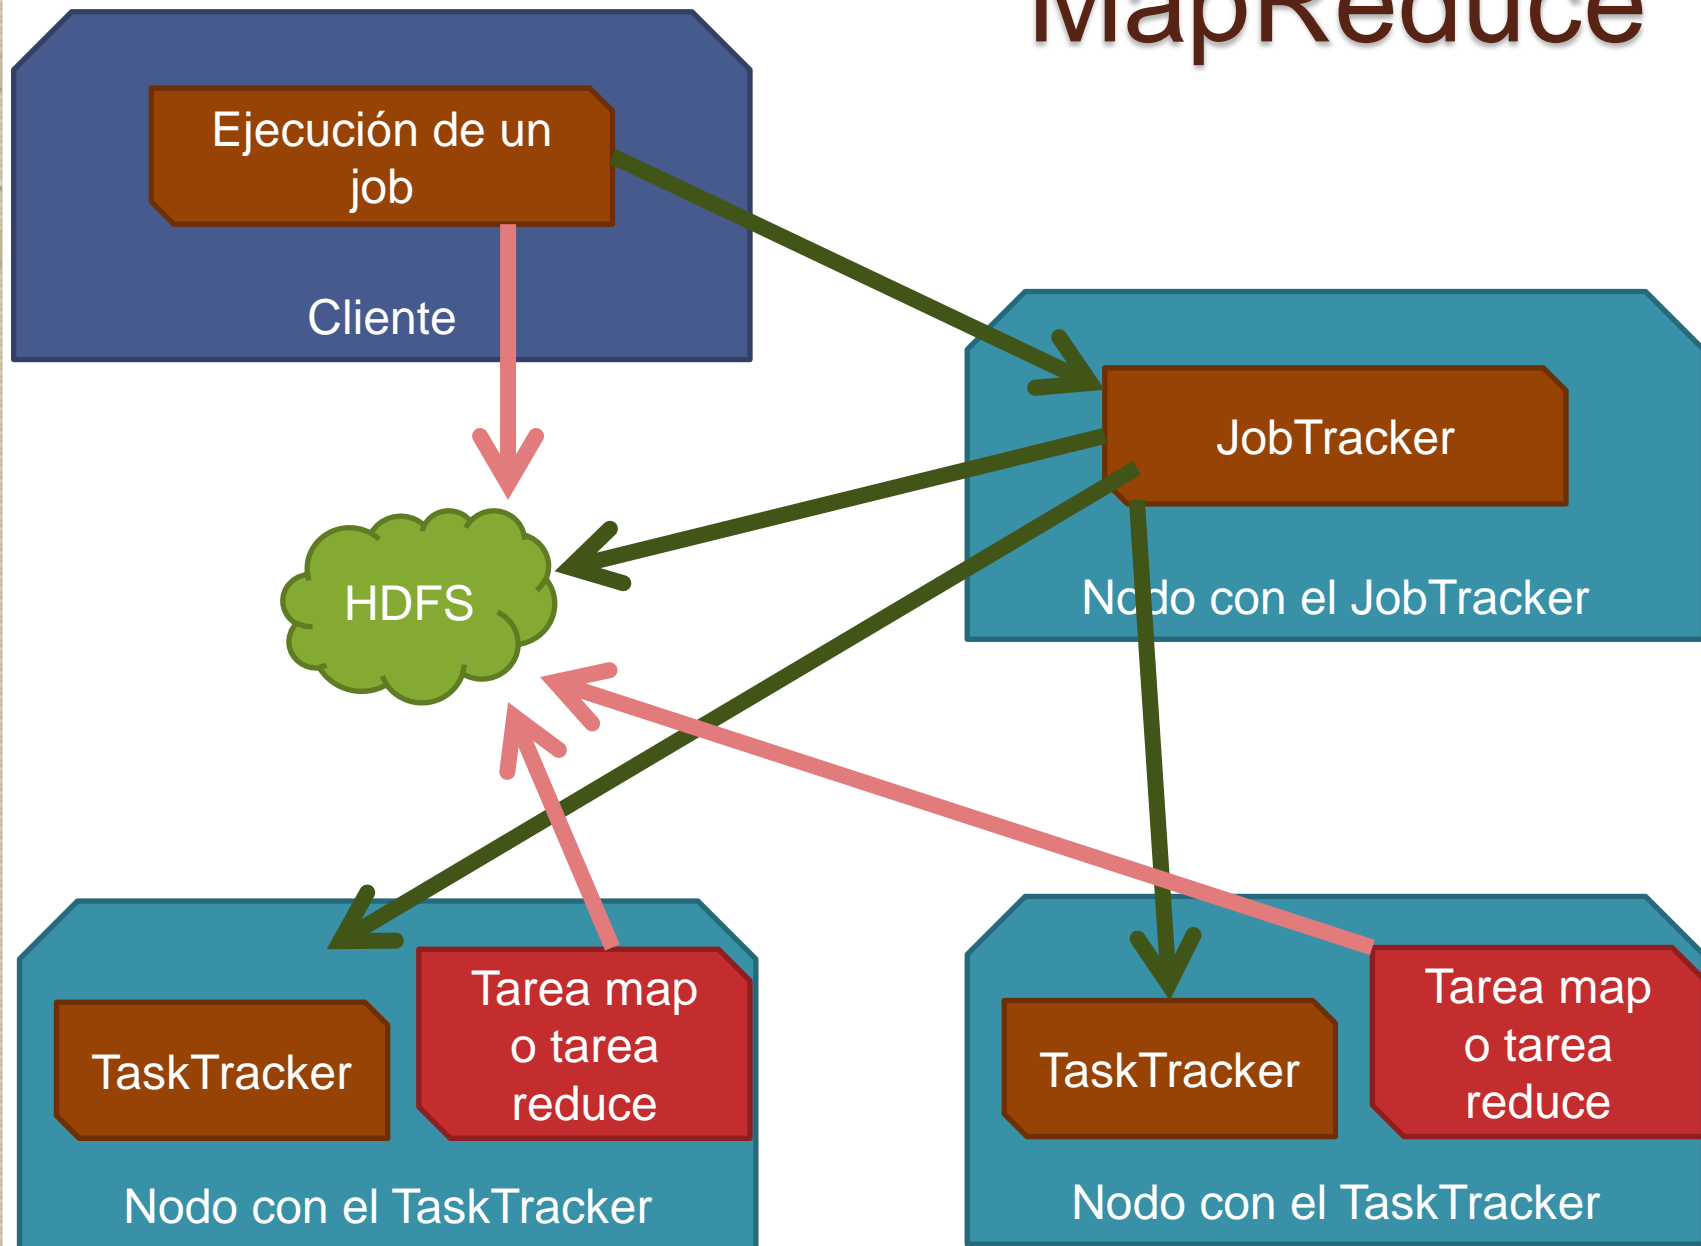 MapReduce
Ejecución de un
job
Cliente
JobTracker
Nodo con el JobTracker
HDFS
TaskTracker
Tarea map
o tarea
reduce
Nodo con el TaskTracker
TaskTracker
Tarea map
o tarea
reduce
Nodo con el TaskTracker